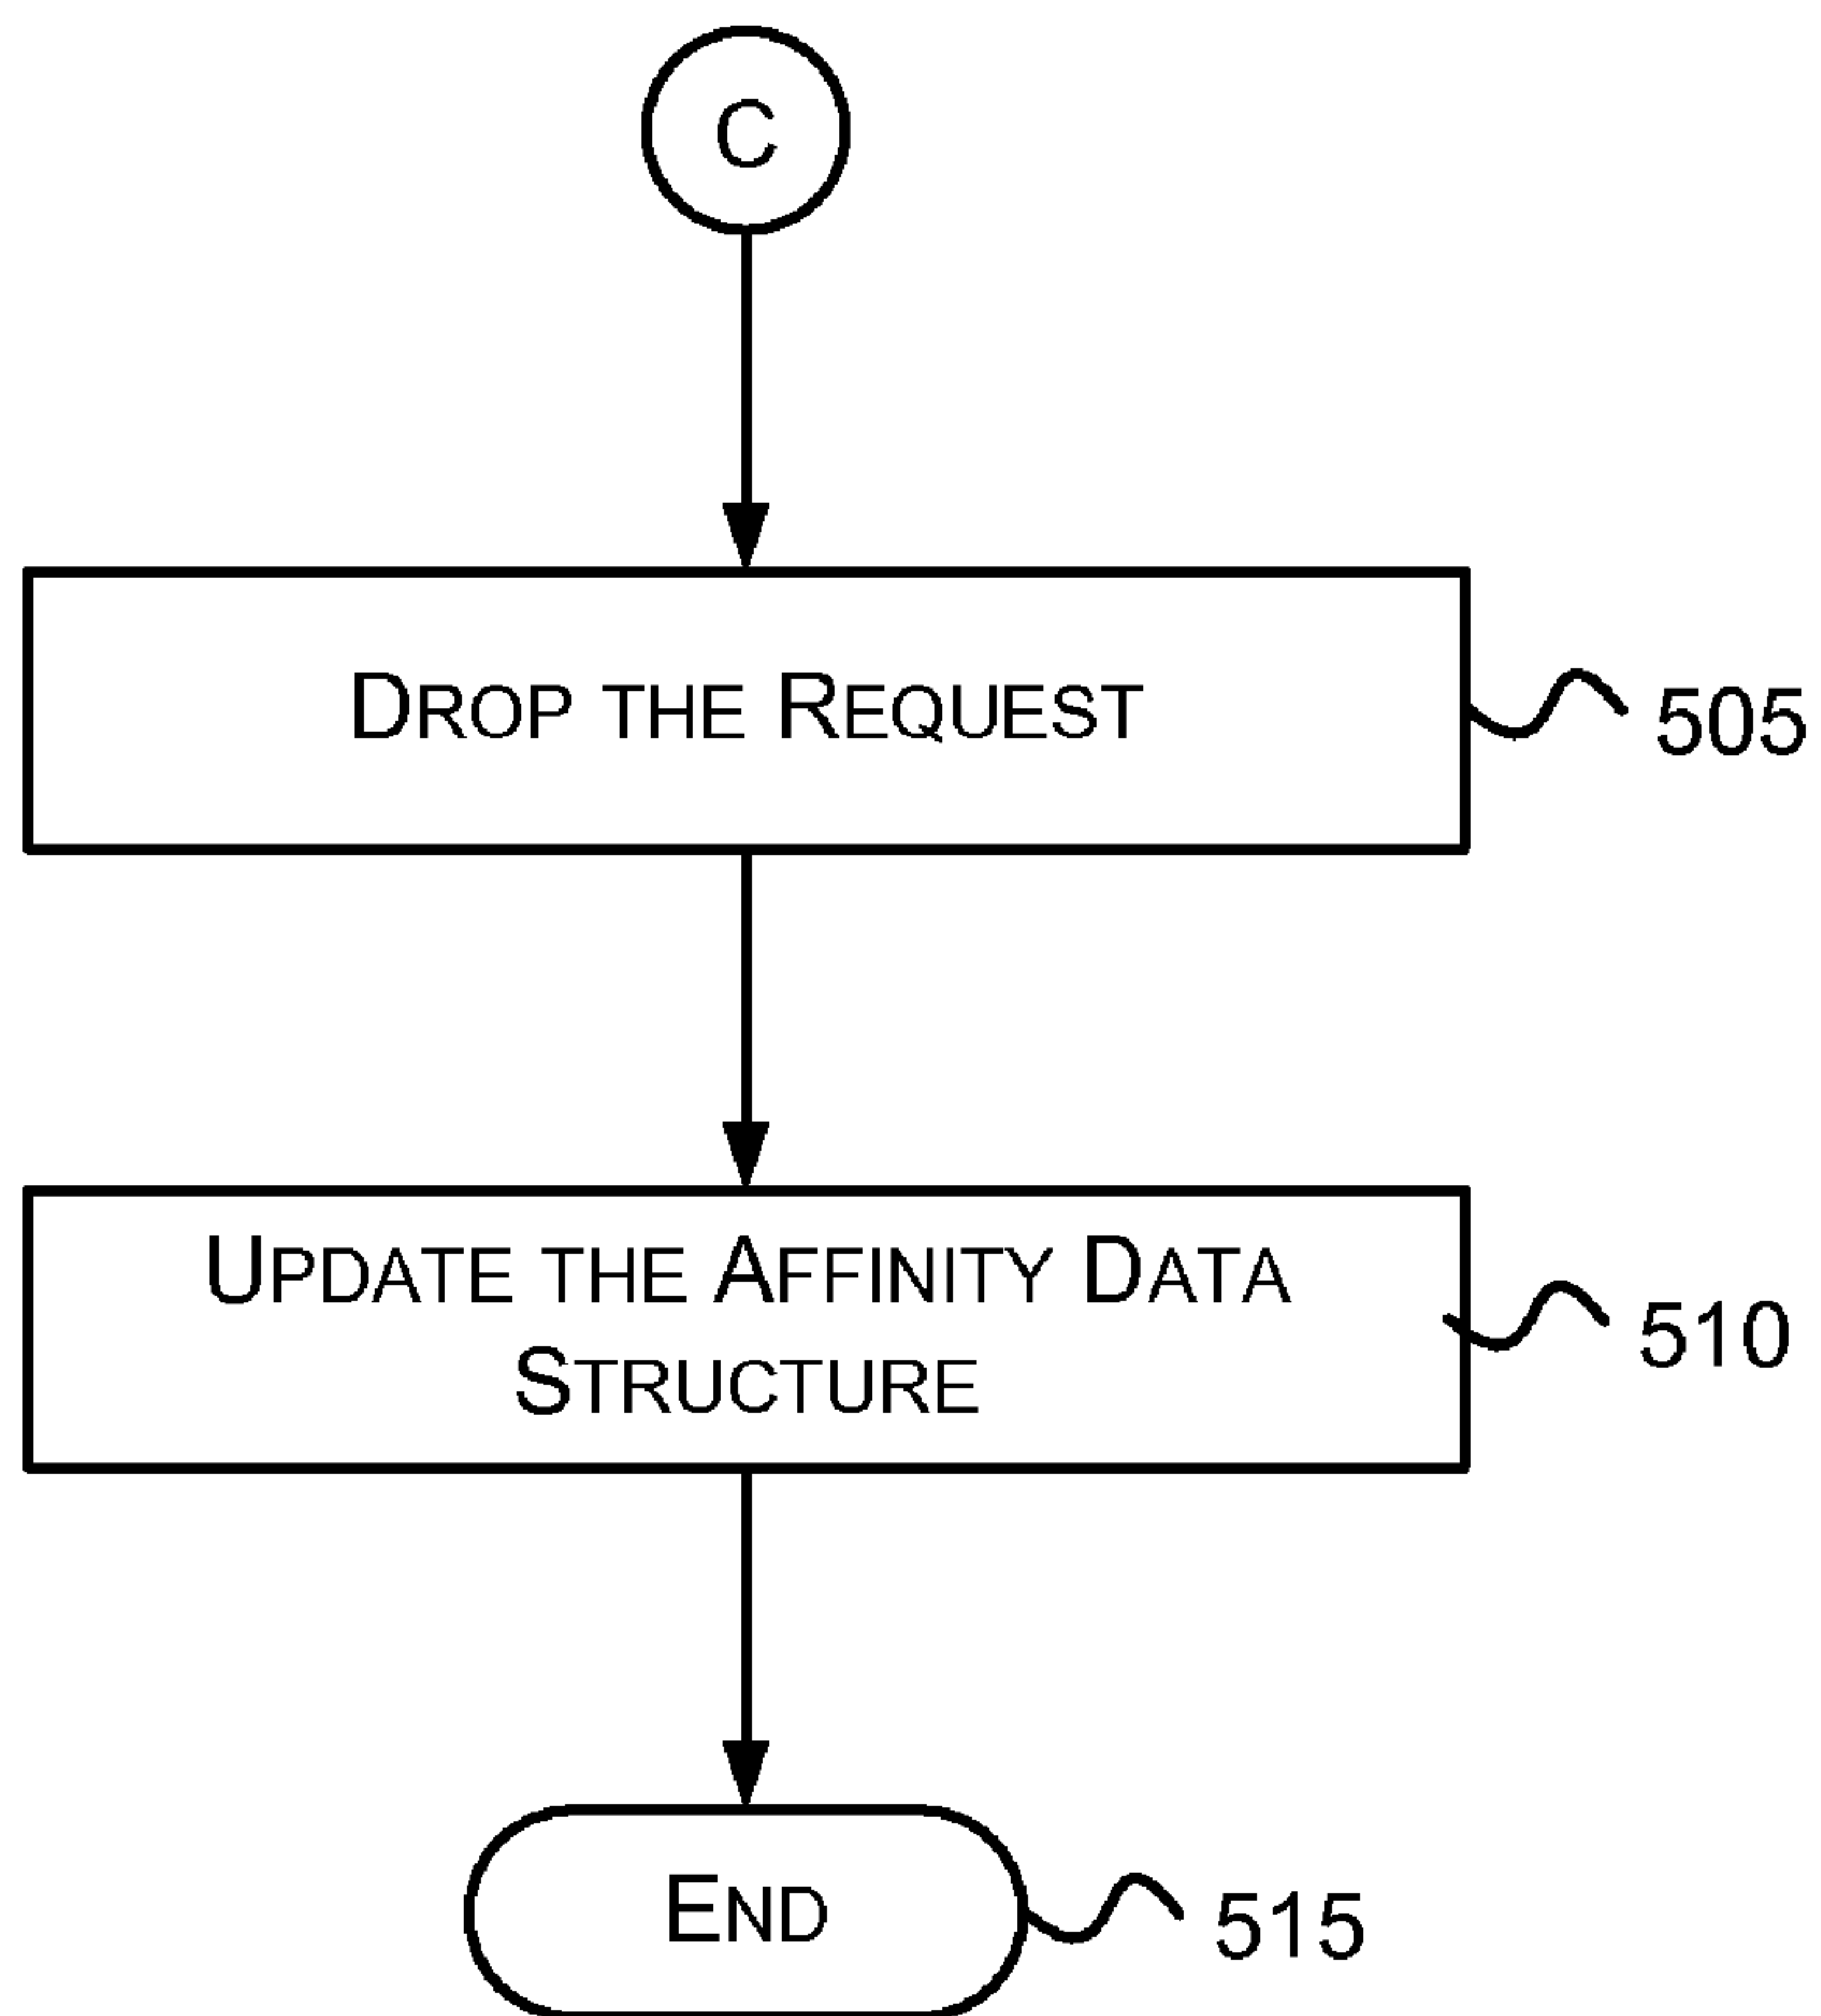 C
Drop the Request
505
Update the Affinity Data
Structure
510
End
515